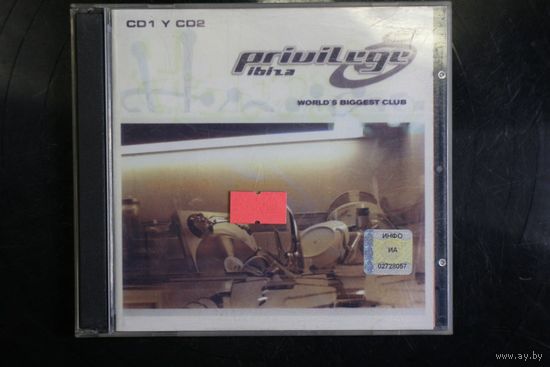 CD1 Y CD2
privilege
ibiza
WORLD'S BIGGEST CLUB
ИНФО
ИА
02728057
www.ay.by